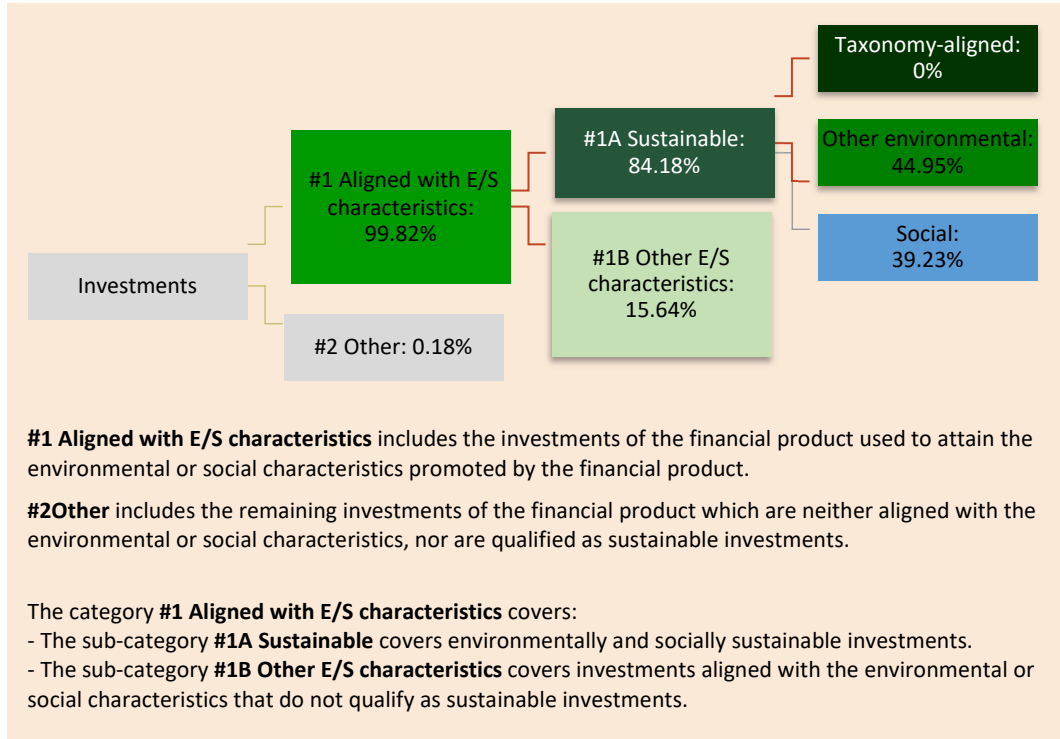 Taxonomy-aligned:
0%
#1A Sustainable:
84.18%
Other environmental:
44.95%
#1 Aligned with E/S
characteristics:
99.82%
Social:
39.23%
#1B Other E/S
characteristics:
15.64%
Investments
#2 Other: 0.18%
#1 Aligned with E/S characteristics includes the investments of the financial product used to attain the
environmental or social characteristics promoted by the financial product.
#2Other includes the remaining investments of the financial product which are neither aligned with the
environmental or social characteristics, nor are qualified as sustainable investments.
The category #1 Aligned with E/S characteristics covers:
- The sub-category #1A Sustainable covers environmentally and socially sustainable investments.
- The sub-category #1B Other E/S characteristics covers investments aligned with the environmental or
social characteristics that do not qualify as sustainable investments.